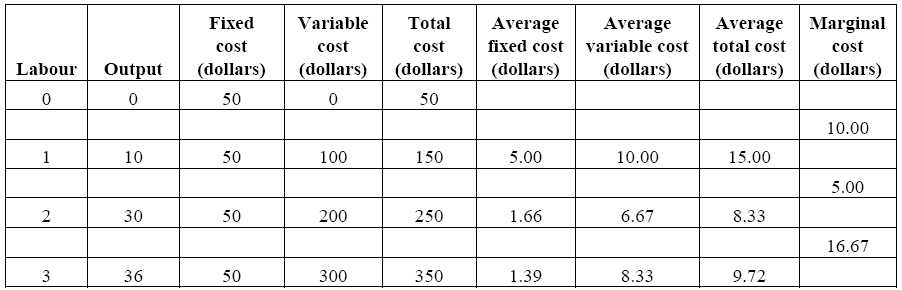 Labour Output Fixed cost (dollars) Variable cost (dollars) Total cost (dollars) Average fixed cost (dollars) Average variable cost (dollars) Average total cost (dollars) Marginal cost (dollars)
0 0 50 0 50
10.00
1 10 50 100 150 5.00 10.00 15.00
5.00
2 30 50 200 250 1.66 6.67 8.33
16.67
3 36 50 300 350 1.39 8.33 9.72